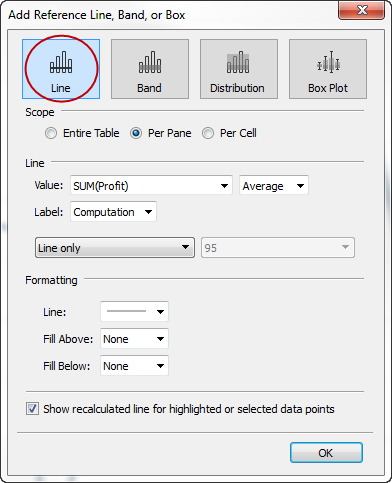 Add Reference Line, Band, or Box
Line Band Distribution Box Plot
Scope
Entire Table Per Pane Per Cell
Line
Value: SUM(Profit) Average
Label: Computation
Line only 95
Formatting
Line:
Fill Above: None
Fill Below: None
Show recalculated line for highlighted or selected data points
OK